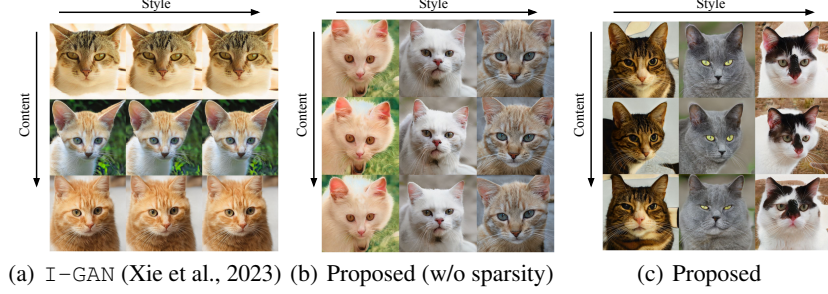 Style
Style
Style
Content
Content
Content
(a) I-GAN (Xie et al., 2023) (b) Proposed (w/o sparsity) (c) Proposed